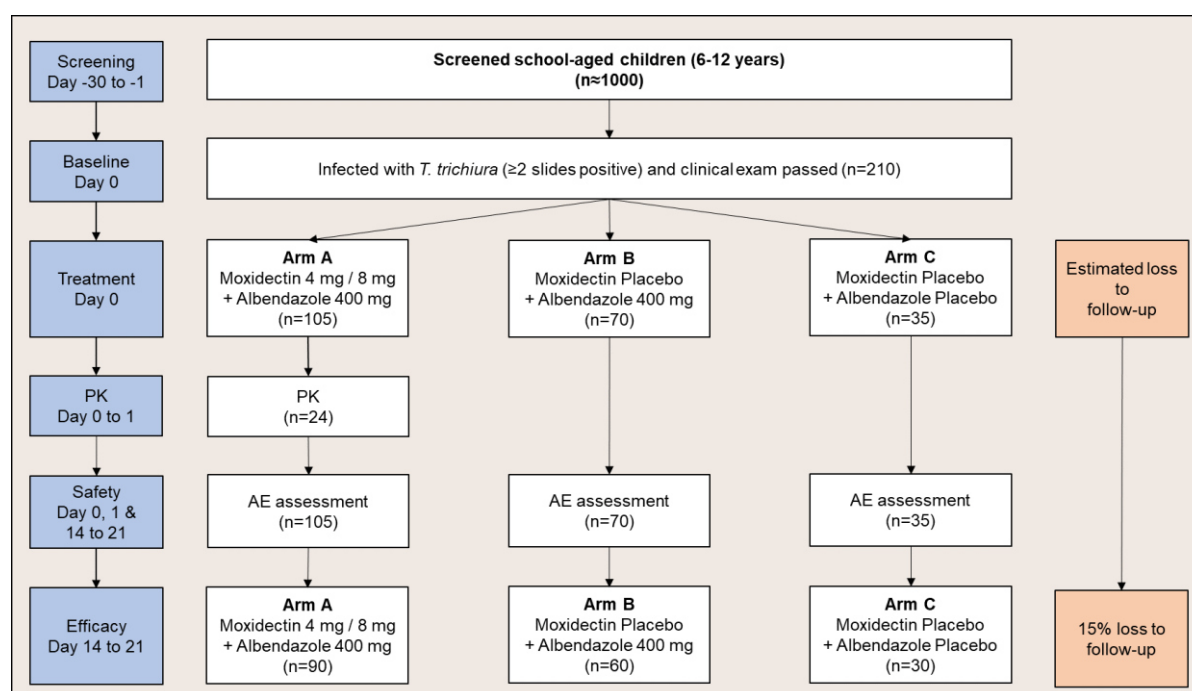 Screening
Day -30 to -1
Screened school-aged children (6-12 years)
(n≈1000)
Baseline
Day 0
Infected with T. trichiura (≥2 slides positive) and clinical exam passed (n=210)
Treatment
Day 0
Arm A
Moxidectin 4 mg / 8 mg
+ Albendazole 400 mg
(n=105)
Arm B
Moxidectin Placebo
+ Albendazole 400 mg
(n=70)
Arm C
Moxidectin Placebo
+ Albendazole Placebo
(n=35)
Estimated loss
to
follow-up
PK
Day 0 to 1
PK
(n=24)
Safety
Day 0, 1 &
14 to 21
AE assessment
(n=105)
AE assessment
(n=70)
AE assessment
(n=35)
Efficacy
Day 14 to 21
Arm A
Moxidectin 4 mg / 8 mg
+ Albendazole 400 mg
(n=90)
Arm B
Moxidectin Placebo
+ Albendazole 400 mg
(n=60)
Arm C
Moxidectin Placebo
+ Albendazole Placebo
(n=30)
15% loss to
follow-up